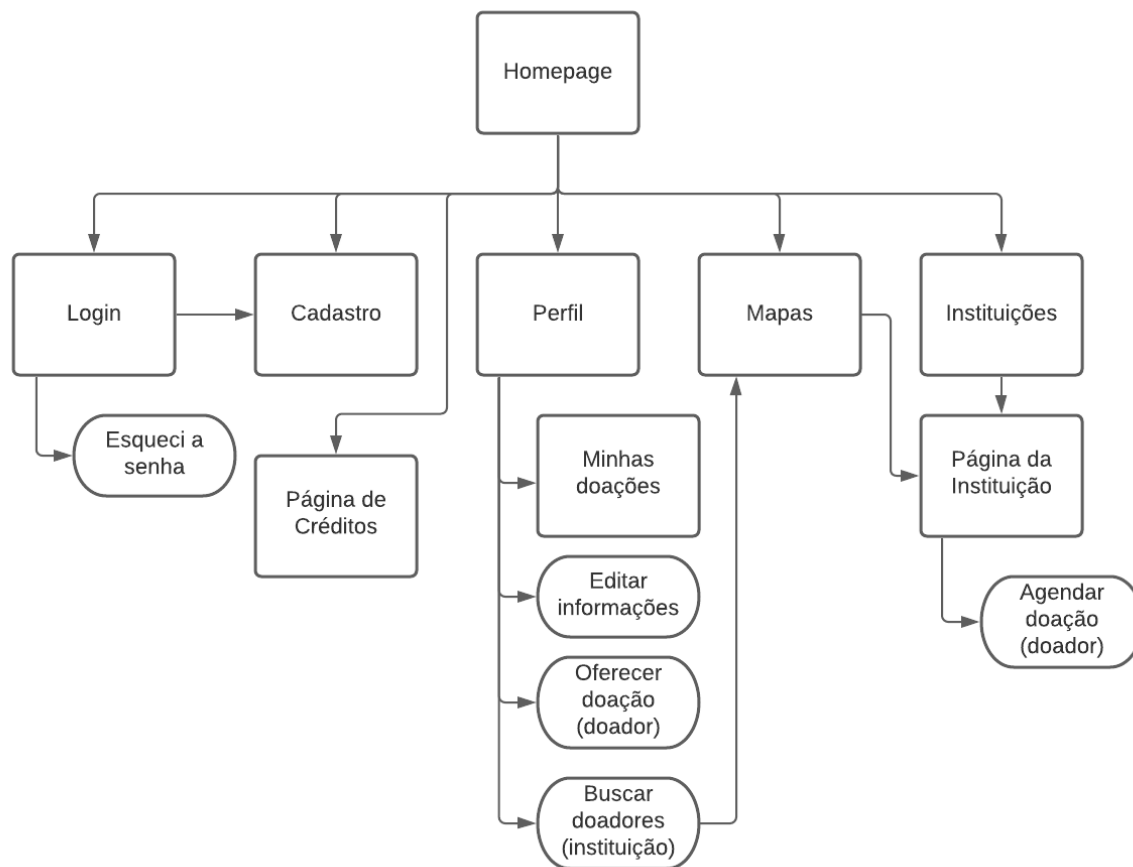 Homepage
Login
Cadastro
Perfil
Mapas
Instituições
Esqueci a
senha
Página de
Créditos
Minhas
doações
Editar
informações
Oferecer
doação
(doador)
Buscar
doadores
(instituição)
Página da
Instituição
Agendar
doação
(doador)